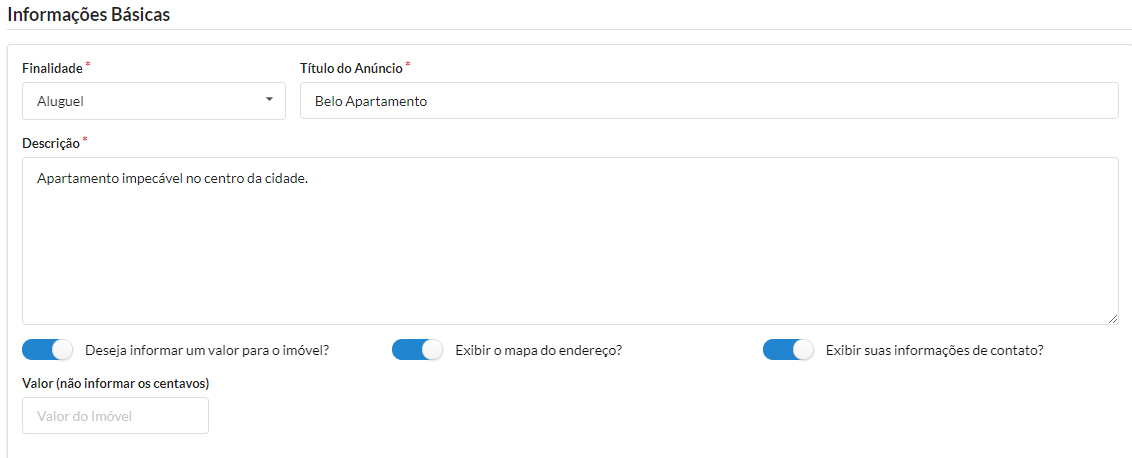 Informações Básicas
Finalidade * Título do Anúncio *
Aluguel Belo Apartamento
Descrição *
Apartamento impecável no centro da cidade.
Deseja informar um valor para o imóvel? Exibir o mapa do endereço? Exibir suas informações de contato?
Valor (não informar os centavos)
Valor do Imóvel